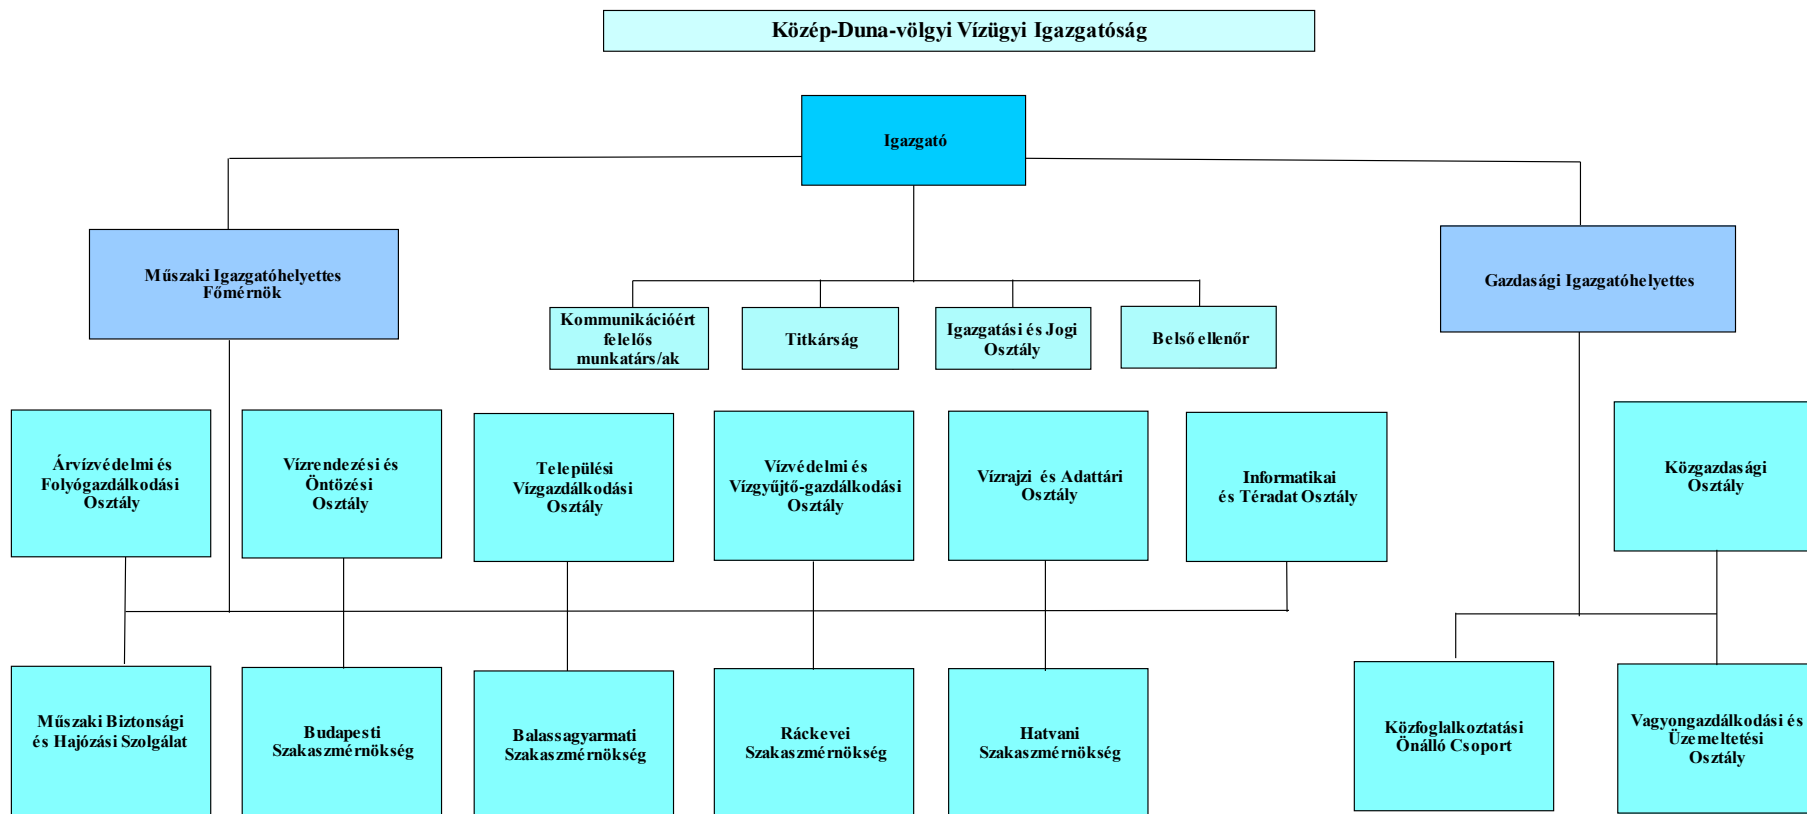 Közép-Duna-völgyi Vízügyi Igazgatóság
Igazgató
Műszaki Igazgatóhelyettes
Főmérnök
Gazdasági Igazgatóhelyettes
Kommunikációért
felelős
munkatárs/ak
Titkárság
Igazgatási és Jogi
Osztály
Belső ellenőr
Árvízvédelmi és
Folyógazdálkodási
Osztály
Vízrendezési és
Öntözési
Osztály
Települési
Vízgazdálkodási
Osztály
Vízvédelmi és
Vízgyűjtő-gazdálkodási
Osztály
Vízrajzi és Adattári
Osztály
Informatikai
és Téradat Osztály
Közgazdasági
Osztály
Műszaki Biztonsági
és Hajózási Szolgálat
Budapesti
Szakaszmérnökség
Balassagyarmati
Szakaszmérnökség
Ráckevei
Szakaszmérnökség
Hatvani
Szakaszmérnökség
Közfoglalkoztatási
Önálló Csoport
Vagyongazdálkodási és
Üzemeltetési
Osztály